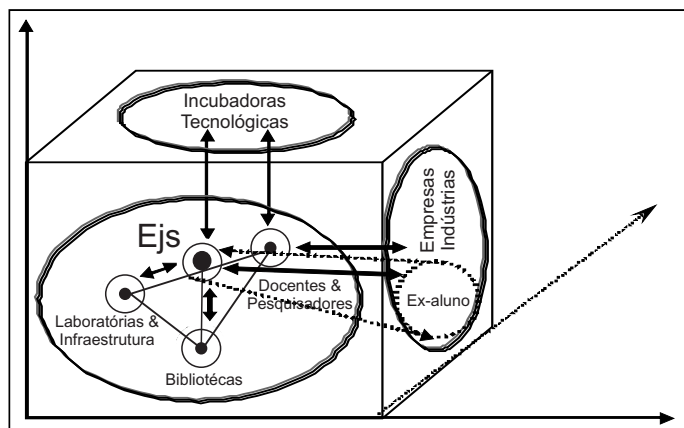 Incubadoras
Tecnológicas
Empresas
Indústrias
Ejs
Docentes &
Pesquisadores
Ex-aluno
Laboratórias &
Infraestrutura
Bibliotécas